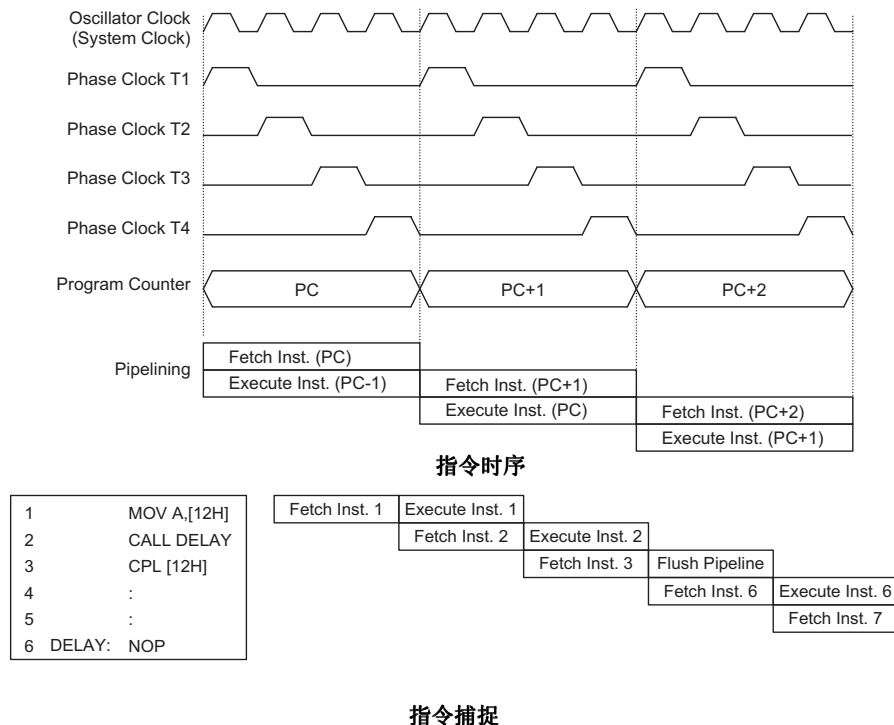 Oscillator Clock
(System Clock)
Phase Clock T1
Phase Clock T2
Phase Clock T3
Phase Clock T4
Program Counter
PC
PC+1
PC+2
Pipelining
Fetch Inst. (PC)
Execute Inst. (PC-1)
Fetch Inst. (PC+1)
Execute Inst. (PC)
Fetch Inst. (PC+2)
Execute Inst. (PC+1)
指令时序
1 MOV A,[12H]
2 CALL DELAY
3 CPL [12H]
4 :
5 :
6 DELAY: NOP
Fetch Inst. 1
Execute Inst. 1
Fetch Inst. 2
Execute Inst. 2
Fetch Inst. 3
Flush Pipeline
Fetch Inst. 6
Execute Inst. 6
Fetch Inst. 7
指令捕捉